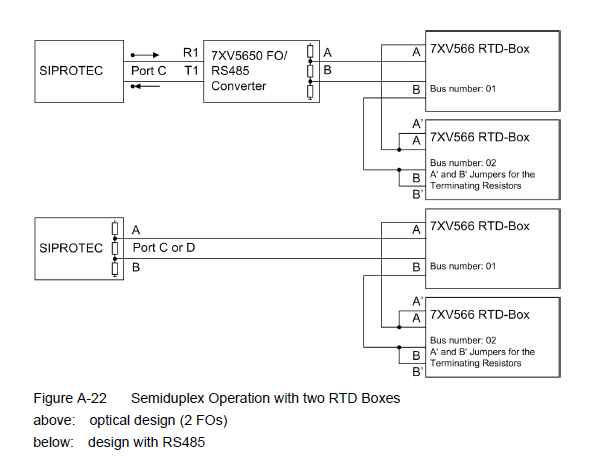 SIPROTEC
Port C
R1
T1
7XV5650 FO/
RS485
Converter
A
B
A
B
7XV566 RTD-Box
Bus number: 01
A'
A
B
B'
7XV566 RTD-Box
Bus number: 02
A' and B' Jumpers for the
Terminating Resistors
SIPROTEC
A
Port C or D
B
A
B
7XV566 RTD-Box
Bus number: 01
A'
A
B
B'
7XV566 RTD-Box
Bus number: 02
A' and B' Jumpers for the
Terminating Resistors
Figure A-22 Semiduplex Operation with two RTD Boxes
above: optical design (2 FOs)
below: design with RS485